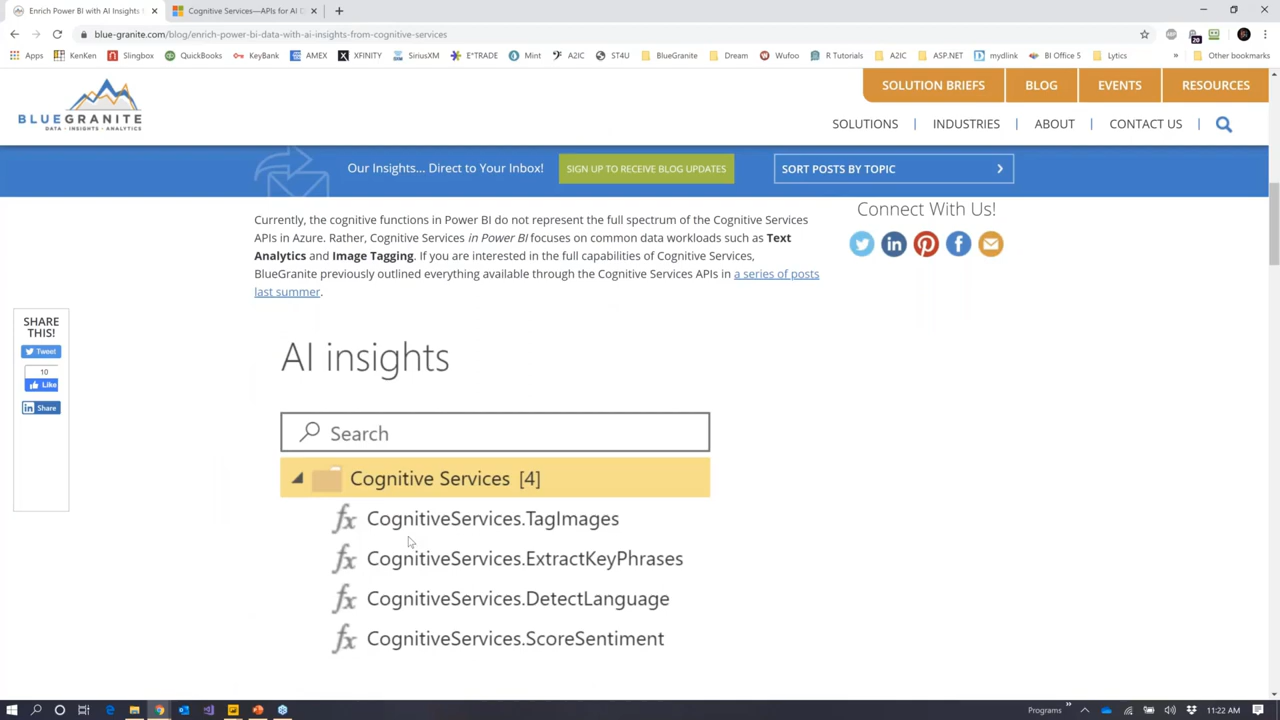 Enrich Power BI with AI Insights
Cognitive Services—APIs for AI D
blue-granite.com/blog/enrich-power-bi-data-with-ai-insights-from-cognitive-services
Apps KenKen Slingbox QuickBooks KeyBank AMEX XFINITY SiriusXM E*TRADE Mint A2IC ST4U BlueGranite Dream Wufoo R Tutorials A2IC ASP.NET mydlink BI Office 5 Lytics » Other bookmarks
SOLUTION BRIEFS BLOG EVENTS RESOURCES
BLUEGRANITE
DATA · INSIGHTS · ANALYTICS
SOLUTIONS | INDUSTRIES | ABOUT | CONTACT US |
Our Insights... Direct to Your Inbox! SIGN UP TO RECEIVE BLOG UPDATES SORT POSTS BY TOPIC
Connect With Us!
Currently, the cognitive functions in Power BI do not represent the full spectrum of the Cognitive Services
APIs in Azure. Rather, Cognitive Services in Power BI focuses on common data workloads such as Text
Analytics and Image Tagging. If you are interested in the full capabilities of Cognitive Services,
BlueGranite previously outlined everything available through the Cognitive Services APIs in a series of posts
last summer.
SHARE
THIS!
Tweet
10
Like
Share
AI insights
Search
Cognitive Services [4]
fx CognitiveServices.TagImages
fx CognitiveServices.ExtractKeyPhrases
fx CognitiveServices.DetectLanguage
fx CognitiveServices.ScoreSentiment
Programs » 11:22 AM